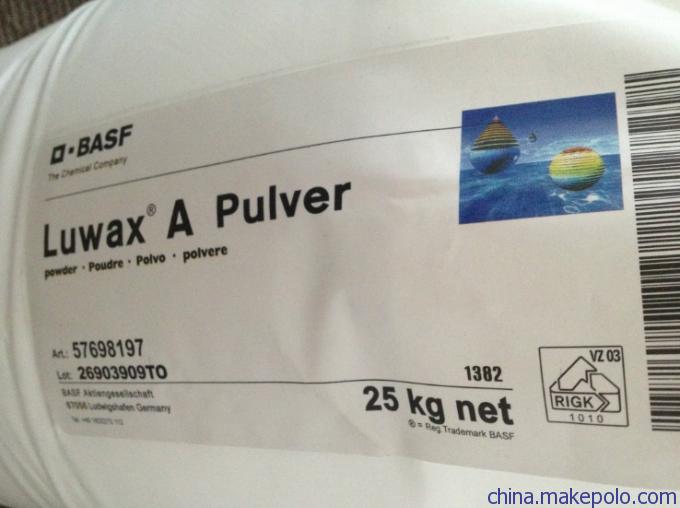 BASF
The Chemical Company
Luwax® A Pulver
powder · Poudre · Polvo · polvere
Art.: 57698197
Lot: 26903909TO
1382
BASF Aktiengesellschaft
67056 Ludwigshafen Germany
25 kg net
® = Reg. Trademark BASF
VZ 03
RIGK
1010
china.makepolo.com